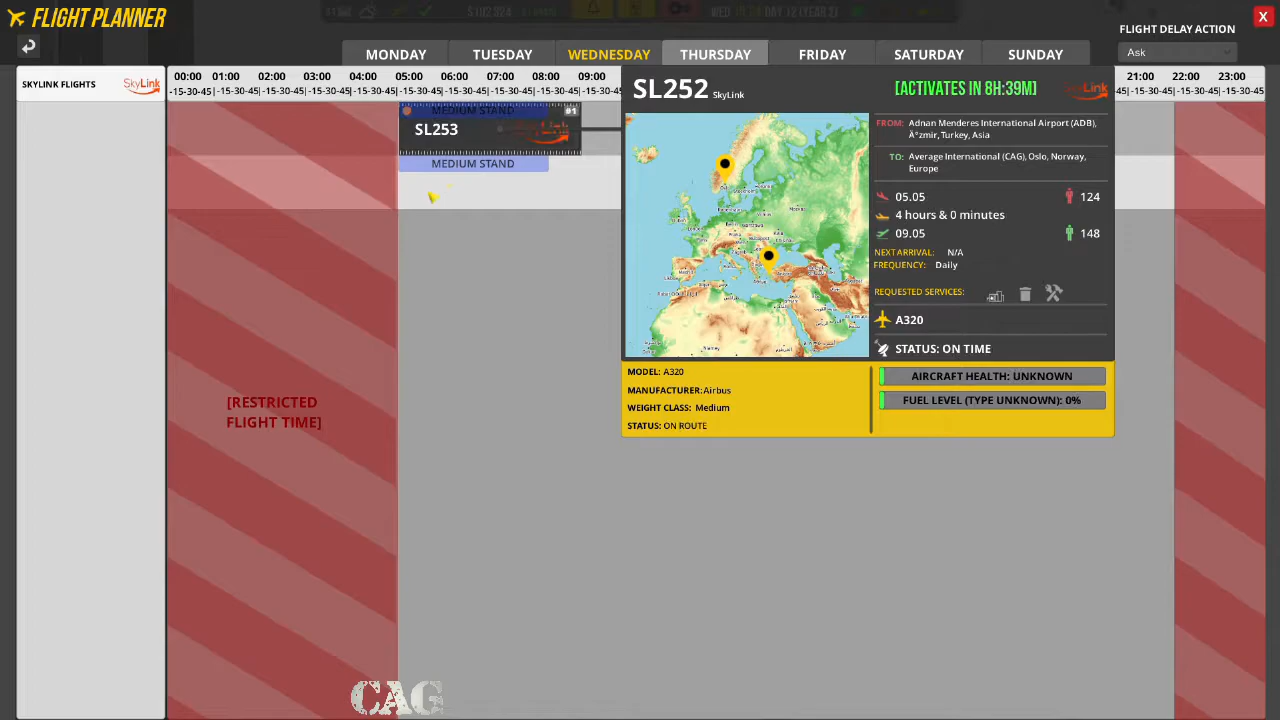 FLIGHT PLANNER
FLIGHT DELAY ACTION
Ask
MONDAY
TUESDAY
WEDNESDAY
THURSDAY
FRIDAY
SATURDAY
SUNDAY
SKYLINK FLIGHTS
SkyLink
00:00 01:00 02:00 03:00 04:00 05:00 06:00 07:00 08:00 09:00
21:00 22:00 23:00
MEDIUM STAND
SL253
#1
MEDIUM STAND
[RESTRICTED
FLIGHT TIME]
SL252 SkyLink
[ACTIVATES IN 8H:39M]
FROM: Adnan Menderes International Airport (ADB),
Ä°zmir, Turkey, Asia
TO: Average International (CAG), Oslo, Norway,
Europe
05.05 124
4 hours & 0 minutes
09.05 148
NEXT ARRIVAL: N/A
FREQUENCY: Daily
REQUESTED SERVICES:
A320
STATUS: ON TIME
MODEL: A320
MANUFACTURER: Airbus
WEIGHT CLASS: Medium
STATUS: ON ROUTE
AIRCRAFT HEALTH: UNKNOWN
FUEL LEVEL (TYPE UNKNOWN): 0%
CAG